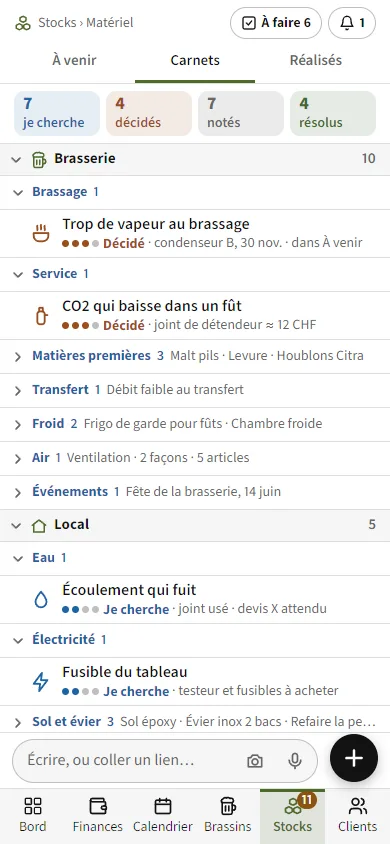 Stocks › Matériel
À faire 6
1
À venir
Carnets
Réalisés
7
je cherche
4
décidés
7
notés
4
résolus
Brasserie 10
Brassage 1
Trop de vapeur au brassage
Décidé · condenseur B, 30 nov. · dans À venir
Service 1
CO2 qui baisse dans un fût
Décidé · joint de détendeur ≈ 12 CHF
Matières premières 3 Malt pils · Levure · Houblons Citra
Transfert 1 Débit faible au transfert
Froid 2 Frigo de garde pour fûts · Chambre froide
Air 1 Ventilation · 2 façons · 5 articles
Événements 1 Fête de la brasserie, 14 juin
Local 5
Eau 1
Écoulement qui fuit
Je cherche · joint usé · devis X attendu
Électricité 1
Fusible du tableau
Je cherche · testeur et fusibles à acheter
Sol et évier 3 Sol époxy · Évier inox 2 bacs · Refaire la pe…
Écrire, ou coller un lien…
11
Bord
Finances
Calendrier
Brassins
Stocks
Clients